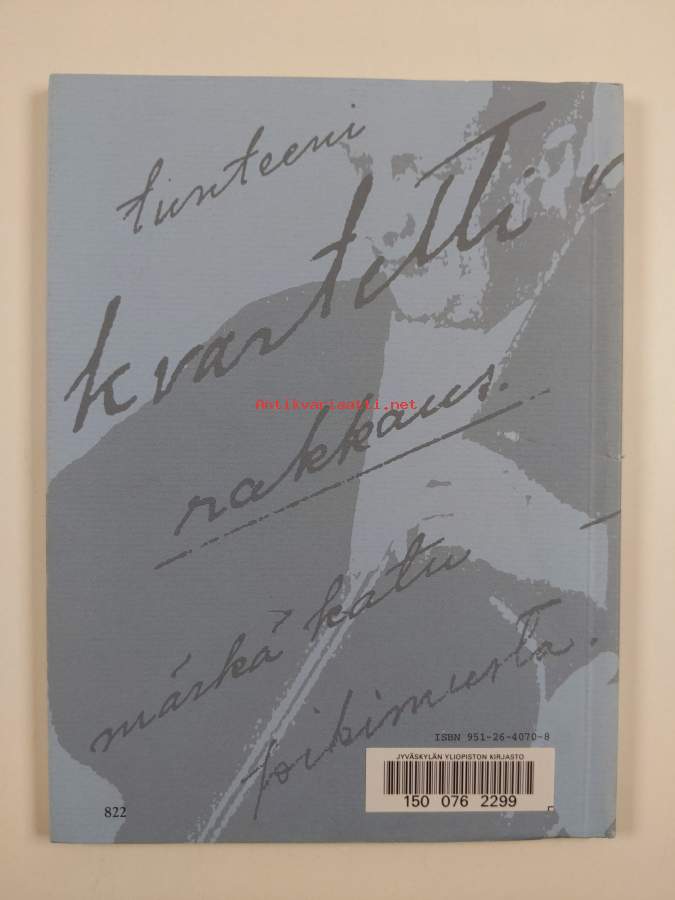 tunteeni
kvartetti v
Antikvariaatti.net
rakkaus.
märkä katu
ISBN 951-26-4070-8
JYVÄSKYLÄN YLIOPISTON KIRJASTO
150 076 2299
822